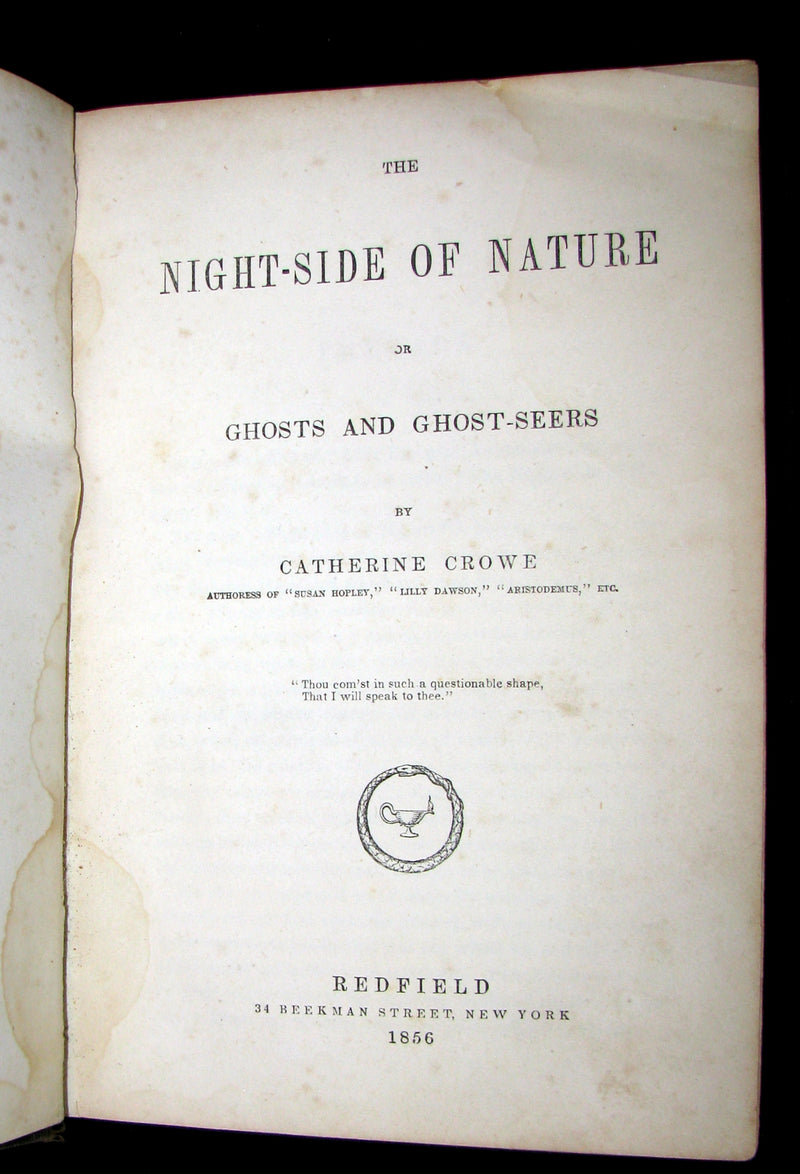 THE
NIGHT-SIDE OF NATURE
OR
GHOSTS AND GHOST-SEERS
BY
CATHERINE CROWE
AUTHORESS OF "SUSAN HOPLEY," "LILLY DAWSON," "ARISTODEMUS," ETC.
"Thou com'st in such a questionable shape,
That I will speak to thee."
REDFIELD
34 BEEKMAN STREET, NEW YORK
1856